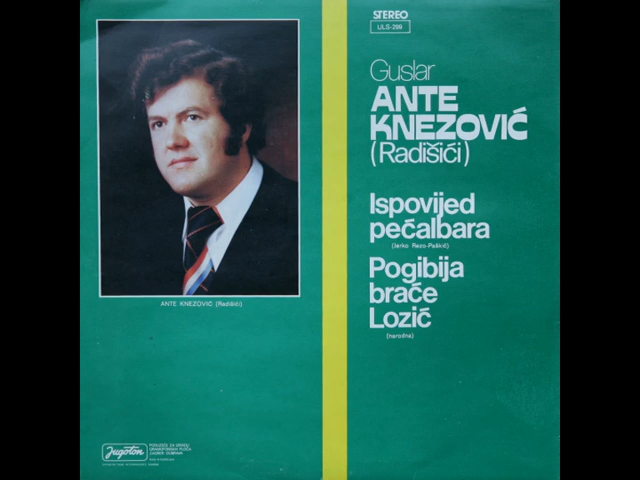 STEREO
ULS-299
Guslar
ANTE
KNEZOVIĆ
(Radišići)
Ispovijed
pečalbara
(Jerko Rezo-Paškić)
Pogibija
braće
Lozić
(narodna)
ANTE KNEZOVIĆ (Radišići)
Jugoton